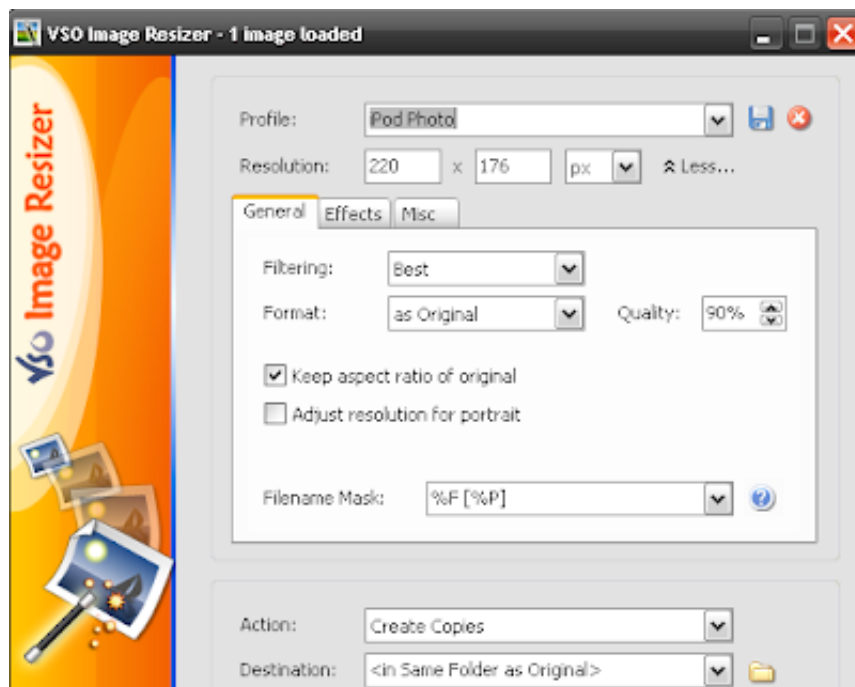 VSO Image Resizer - 1 image loaded
vso Image Resizer
Profile: iPod Photo
Resolution: 220 x 176 px Less...
General Effects Misc
Filtering: Best
Format: as Original Quality: 90%
Keep aspect ratio of original
Adjust resolution for portrait
Filename Mask: %F [%P]
Action: Create Copies
Destination: <in Same Folder as Original>